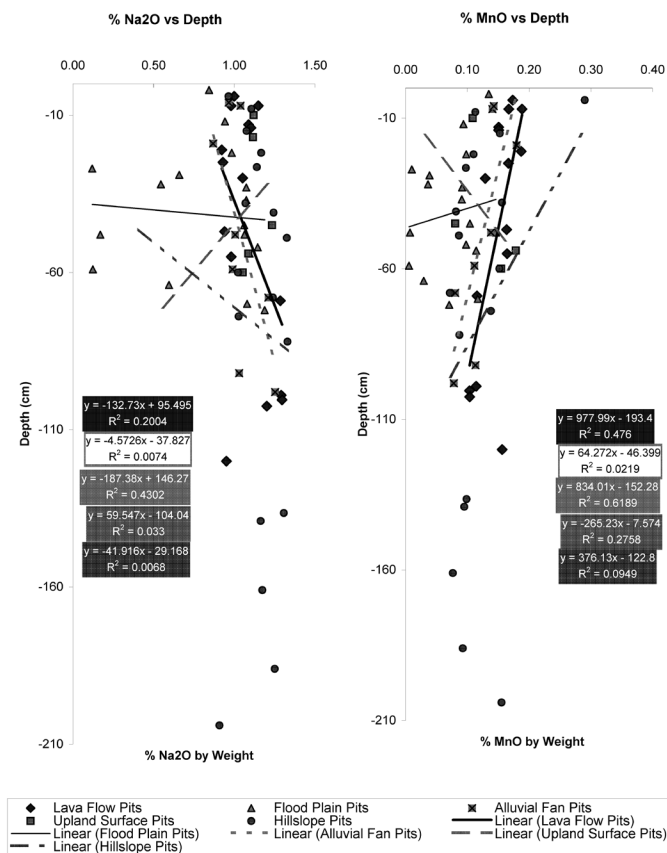 % Na2O vs Depth
0.00 0.50 1.00 1.50
-10
-60
-110
-160
-210
Depth (cm)
y = -132.73x + 95.495
R2 = 0.2004
y = -4.5726x - 37.827
R2 = 0.0074
y = -187.38x + 146.27
R2 = 0.4302
y = 59.547x - 104.04
R2 = 0.033
y = -41.916x - 29.168
R2 = 0.0068
% Na2O by Weight
% MnO vs Depth
0.00 0.10 0.20 0.30 0.40
-10
-60
-110
-160
-210
Depth (cm)
y = 977.99x - 193.4
R2 = 0.476
y = 64.272x - 46.399
R2 = 0.0219
y = 834.01x - 152.28
R2 = 0.6189
y = -265.23x - 7.574
R2 = 0.2758
y = 376.13x - 122.8
R2 = 0.0949
% MnO by Weight
Lava Flow Pits Flood Plain Pits Alluvial Fan Pits
Upland Surface Pits Hillslope Pits Linear (Lava Flow Pits)
Linear (Flood Plain Pits) Linear (Alluvial Fan Pits) Linear (Upland Surface Pits)
Linear (Hillslope Pits)